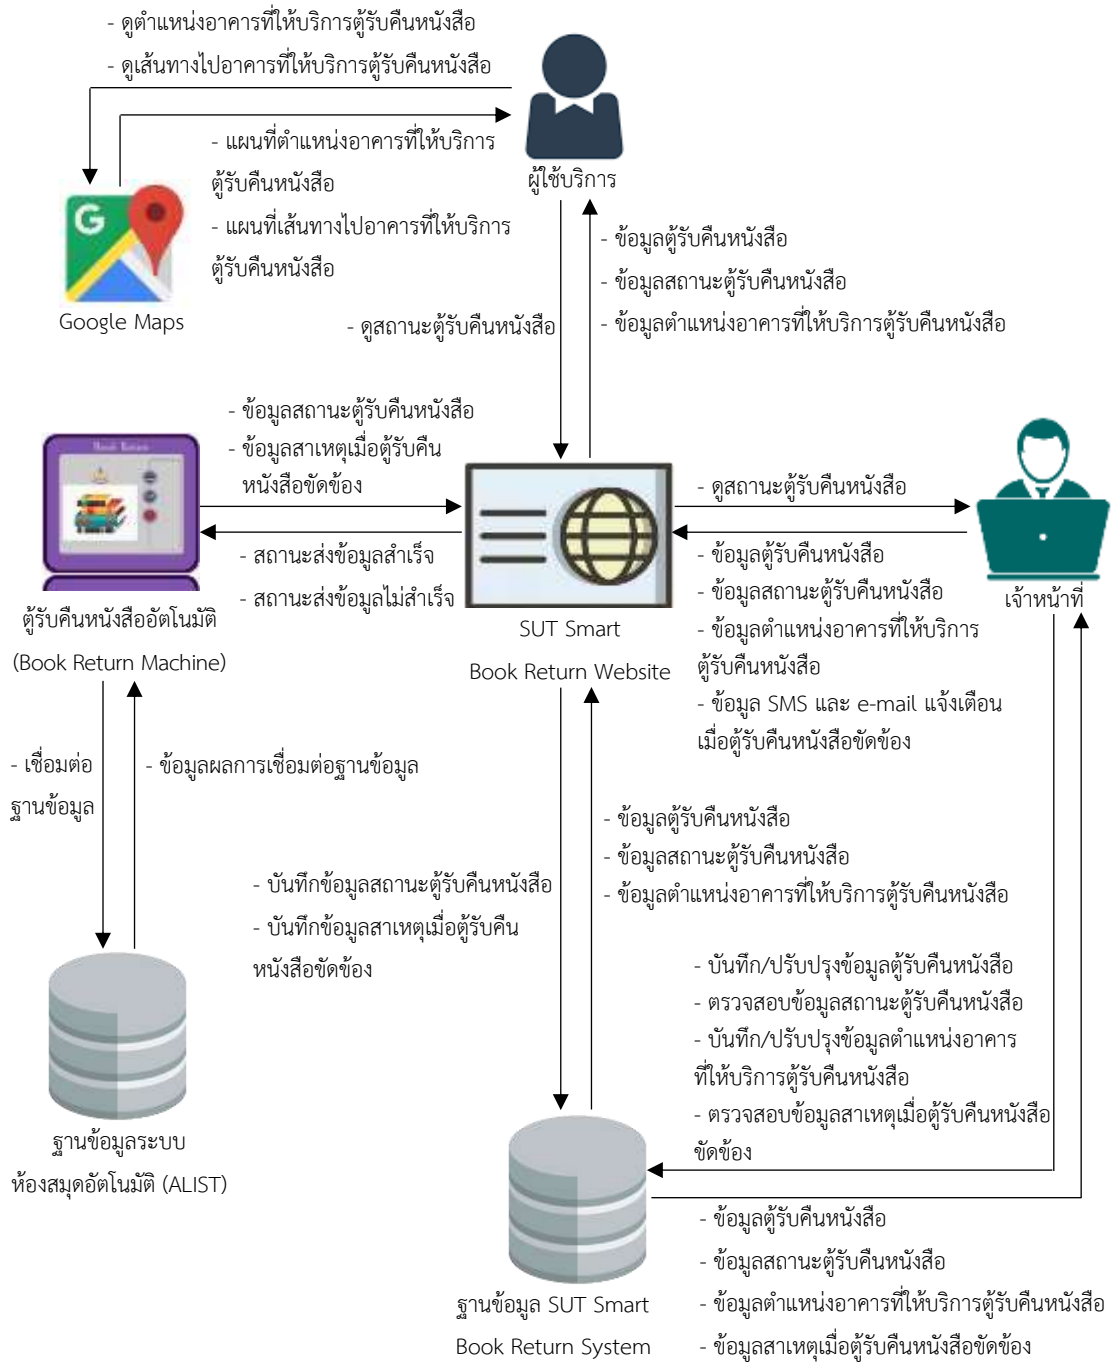 - ดูตำแหน่งอาคารที่ให้บริการตู้รับคืนหนังสือ
- ดูเส้นทางไปอาคารที่ให้บริการตู้รับคืนหนังสือ
- แผนที่ตำแหน่งอาคารที่ให้บริการ
ตู้รับคืนหนังสือ
- แผนที่เส้นทางไปอาคารที่ให้บริการ
ตู้รับคืนหนังสือ
ผู้ใช้บริการ
G
Google Maps
- ดูสถานะตู้รับคืนหนังสือ
- ข้อมูลตู้รับคืนหนังสือ
- ข้อมูลสถานะตู้รับคืนหนังสือ
- ข้อมูลตำแหน่งอาคารที่ให้บริการตู้รับคืนหนังสือ
- ข้อมูลสถานะตู้รับคืนหนังสือ
- ข้อมูลสาเหตุเมื่อตู้รับคืน
หนังสือขัดข้อง
Book Return
- สถานะส่งข้อมูลสำเร็จ
- สถานะส่งข้อมูลไม่สำเร็จ
ตู้รับคืนหนังสืออัตโนมัติ
(Book Return Machine)
SUT Smart
Book Return Website
- ดูสถานะตู้รับคืนหนังสือ
- ข้อมูลตู้รับคืนหนังสือ
- ข้อมูลสถานะตู้รับคืนหนังสือ
- ข้อมูลตำแหน่งอาคารที่ให้บริการ
ตู้รับคืนหนังสือ
- ข้อมูล SMS และ e-mail แจ้งเตือน
เมื่อตู้รับคืนหนังสือขัดข้อง
เจ้าหน้าที่
- เชื่อมต่อ
ฐานข้อมูล
- ข้อมูลผลการเชื่อมต่อฐานข้อมูล
- บันทึกข้อมูลสถานะตู้รับคืนหนังสือ
- บันทึกข้อมูลสาเหตุเมื่อตู้รับคืน
หนังสือขัดข้อง
- ข้อมูลตู้รับคืนหนังสือ
- ข้อมูลสถานะตู้รับคืนหนังสือ
- ข้อมูลตำแหน่งอาคารที่ให้บริการตู้รับคืนหนังสือ
- บันทึก/ปรับปรุงข้อมูลตู้รับคืนหนังสือ
- ตรวจสอบข้อมูลสถานะตู้รับคืนหนังสือ
- บันทึก/ปรับปรุงข้อมูลตำแหน่งอาคาร
ที่ให้บริการตู้รับคืนหนังสือ
- ตรวจสอบข้อมูลสาเหตุเมื่อตู้รับคืนหนังสือ
ขัดข้อง
ฐานข้อมูลระบบ
ห้องสมุดอัตโนมัติ (ALIST)
ฐานข้อมูล SUT Smart
Book Return System
- ข้อมูลตู้รับคืนหนังสือ
- ข้อมูลสถานะตู้รับคืนหนังสือ
- ข้อมูลตำแหน่งอาคารที่ให้บริการตู้รับคืนหนังสือ
- ข้อมูลสาเหตุเมื่อตู้รับคืนหนังสือขัดข้อง